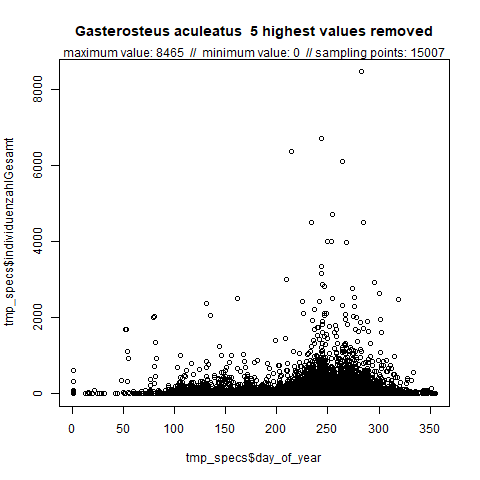 Gasterosteus aculeatus  5 highest values removed
maximum value: 8465  //  minimum value: 0  // sampling points: 15007
tmp_specs$individuenzahlGesamt
8000
6000
4000
2000
0
0 50 100 150 200 250 300 350
tmp_specs$day_of_year